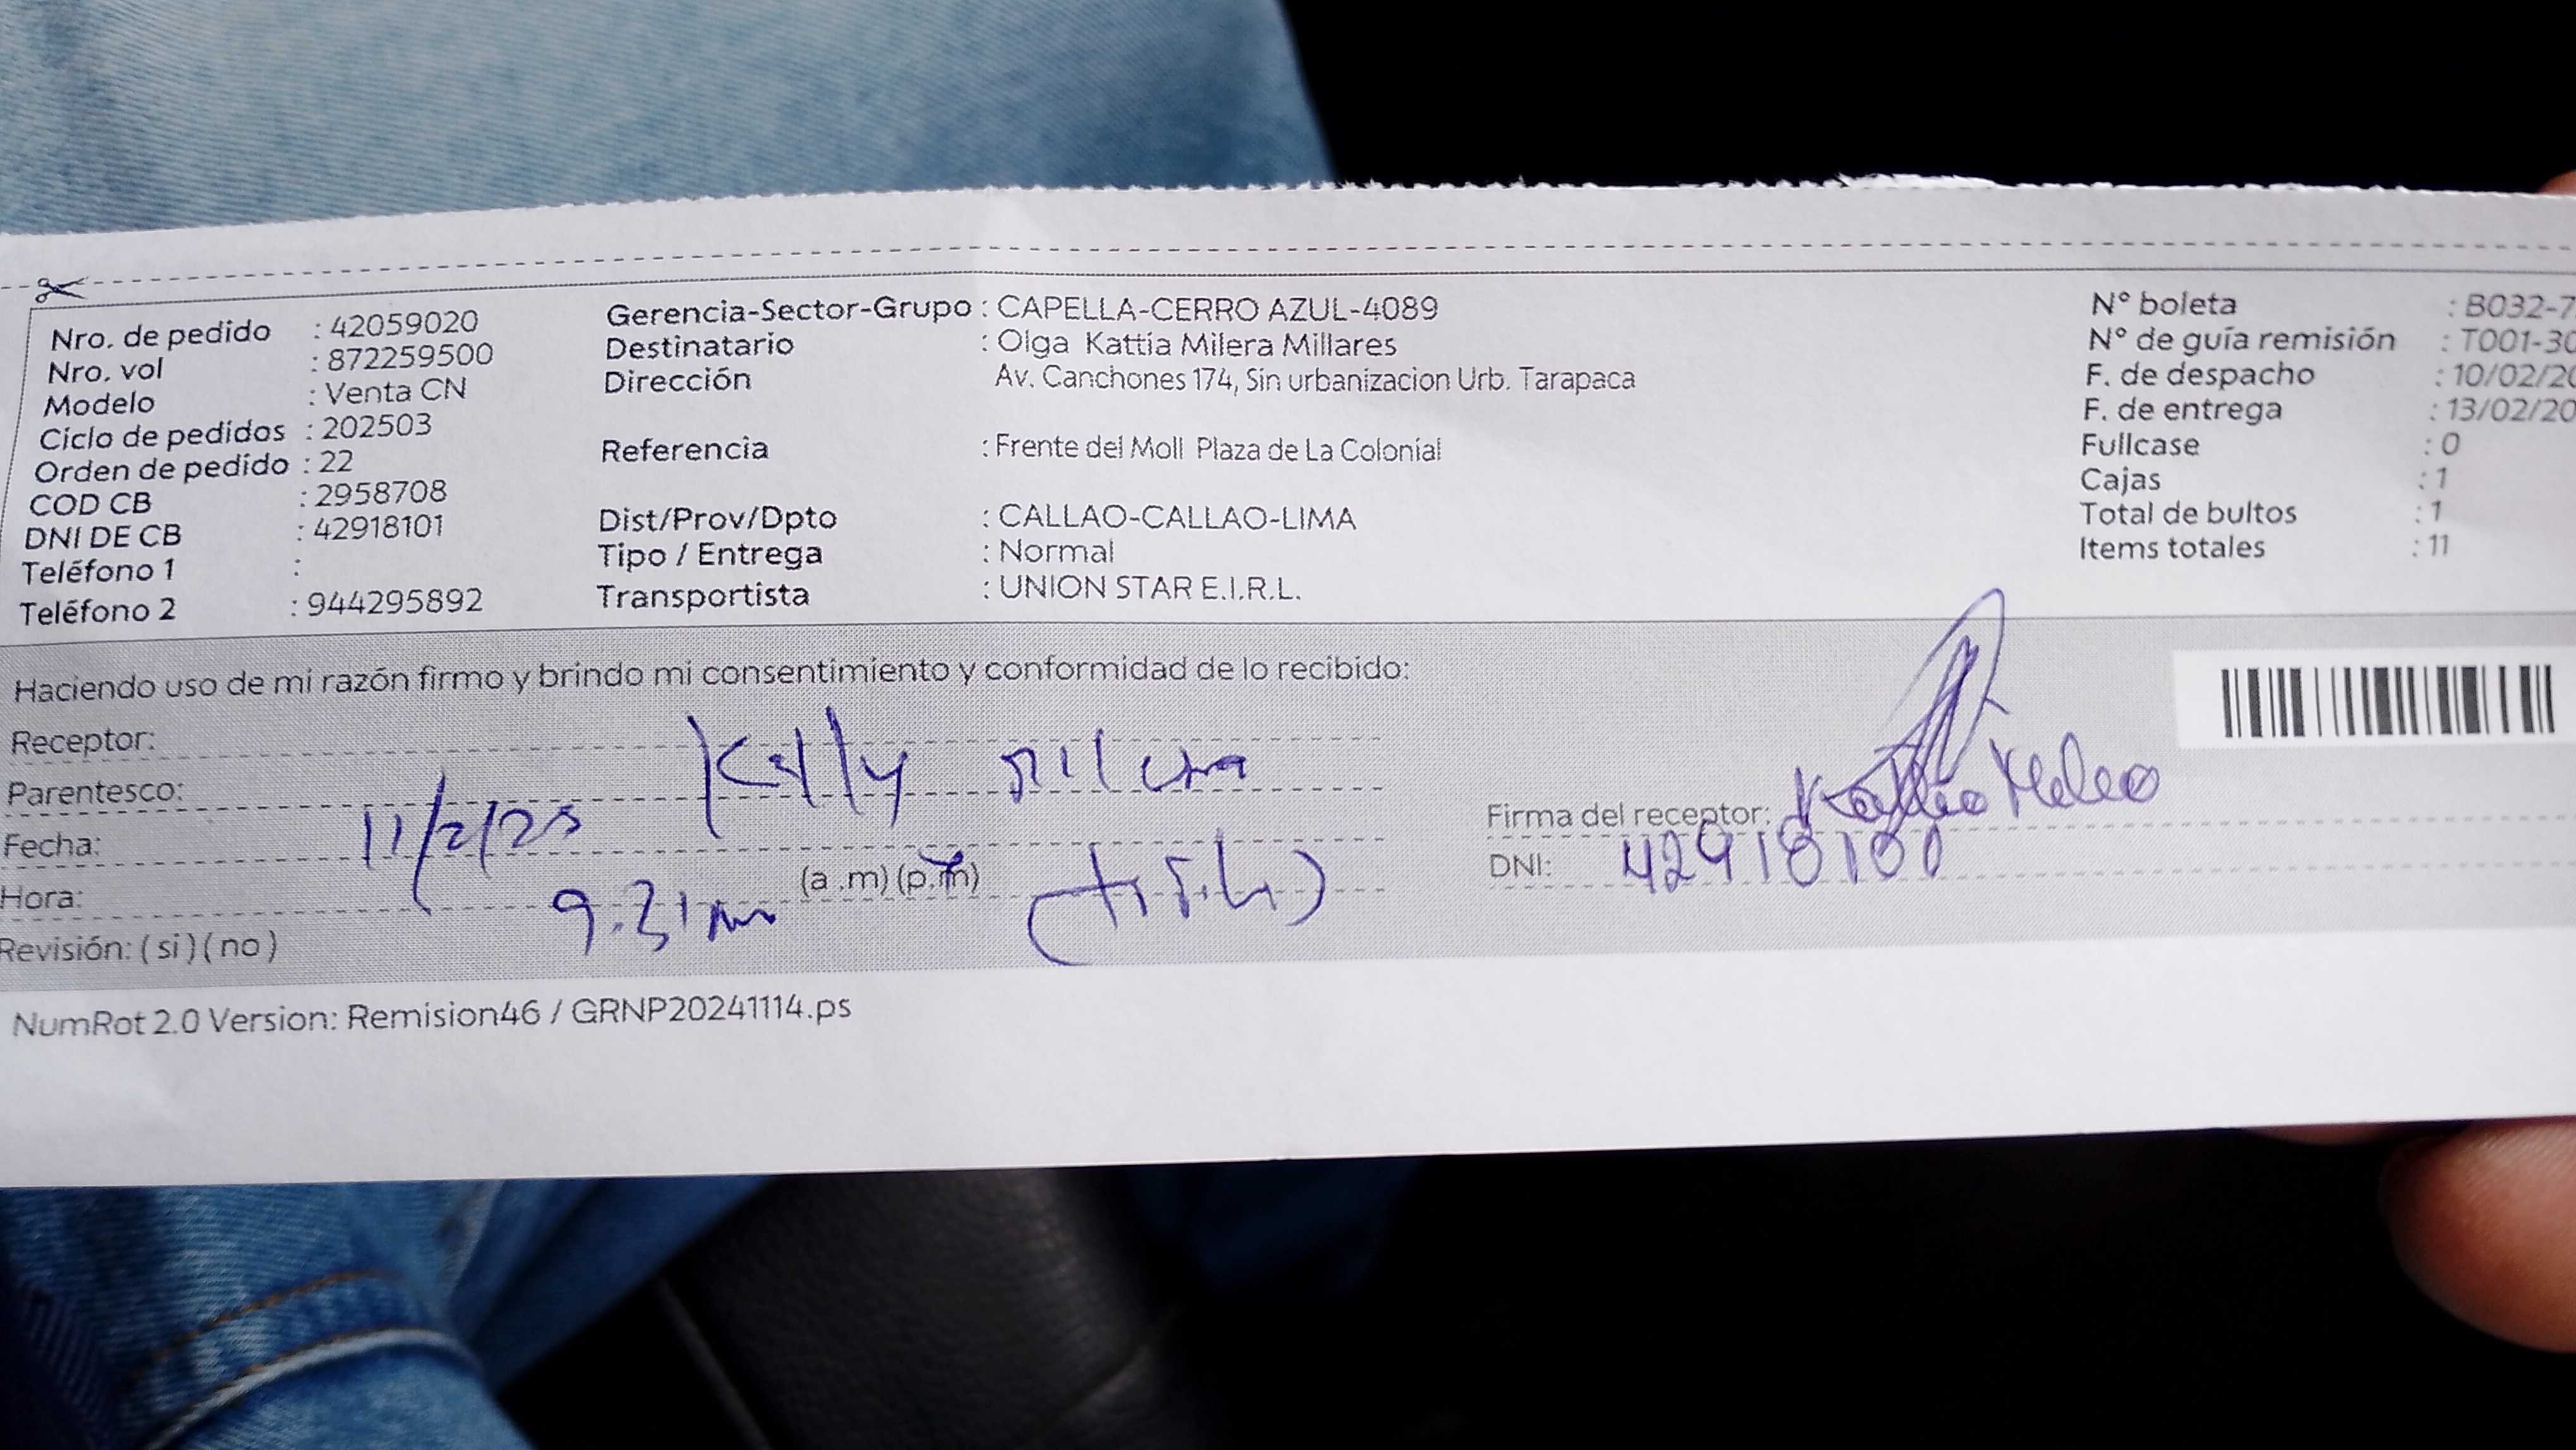 Nro. de pedido : 42059020
Nro. vol : 872259500
Modelo : Venta CN
Ciclo de pedidos : 202503
Orden de pedido : 22
COD CB : 2958708
DNI DE CB : 42918101
Teléfono 1 :
Teléfono 2 : 944295892
Gerencia-Sector-Grupo : CAPELLA-CERRO AZUL-4089
Destinatario : Olga Kattia Milera Millares
Dirección Av. Canchones 174, Sin urbanizacion Urb. Tarapaca
Referencia : Frente del Moll Plaza de La Colonial
Dist/Prov/Dpto : CALLAO-CALLAO-LIMA
Tipo / Entrega : Normal
Transportista : UNION STAR E.I.R.L.
N° boleta : B032-7
N° de guía remisión : T001-30
F. de despacho : 10/02/20
F. de entrega : 13/02/20
Fullcase : 0
Cajas : 1
Total de bultos : 1
Items totales : 11
Haciendo uso de mi razón firmo y brindo mi consentimiento y conformidad de lo recibido:
Receptor:
Parentesco:
Fecha: 11/2/25
Hora: 9.31 (a .m) (p.m)
Revisión: ( si ) ( no )
Firma del receptor:
DNI:
NumRot 2.0 Version: Remision46 / GRNP20241114.ps